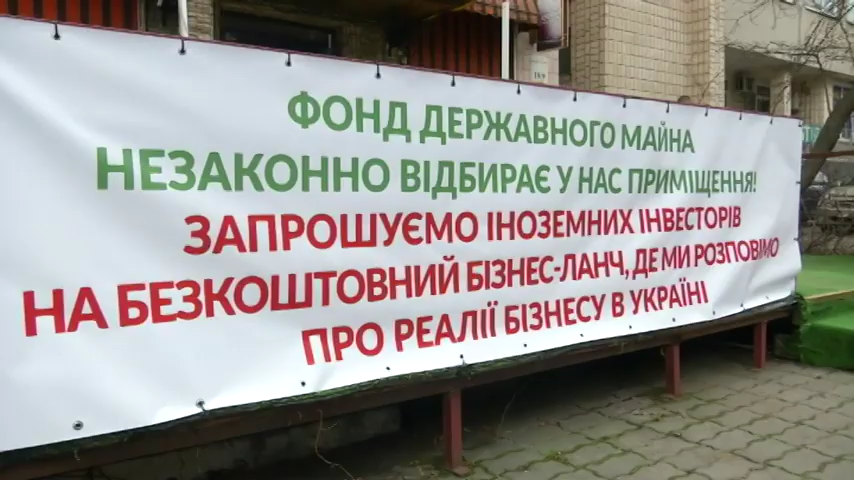 ФОНД ДЕРЖАВНОГО МАЙНА
НЕЗАКОННО ВІДБИРАЄ У НАС ПРИМІЩЕННЯ!
ЗАПРОШУЄМО ІНОЗЕМНИХ ІНВЕСТОРІВ
НА БЕЗКОШТОВНИЙ БІЗНЕС-ЛАНЧ, ДЕ МИ РОЗПОВІМО
ПРО РЕАЛІЇ БІЗНЕСУ В УКРАЇНІ